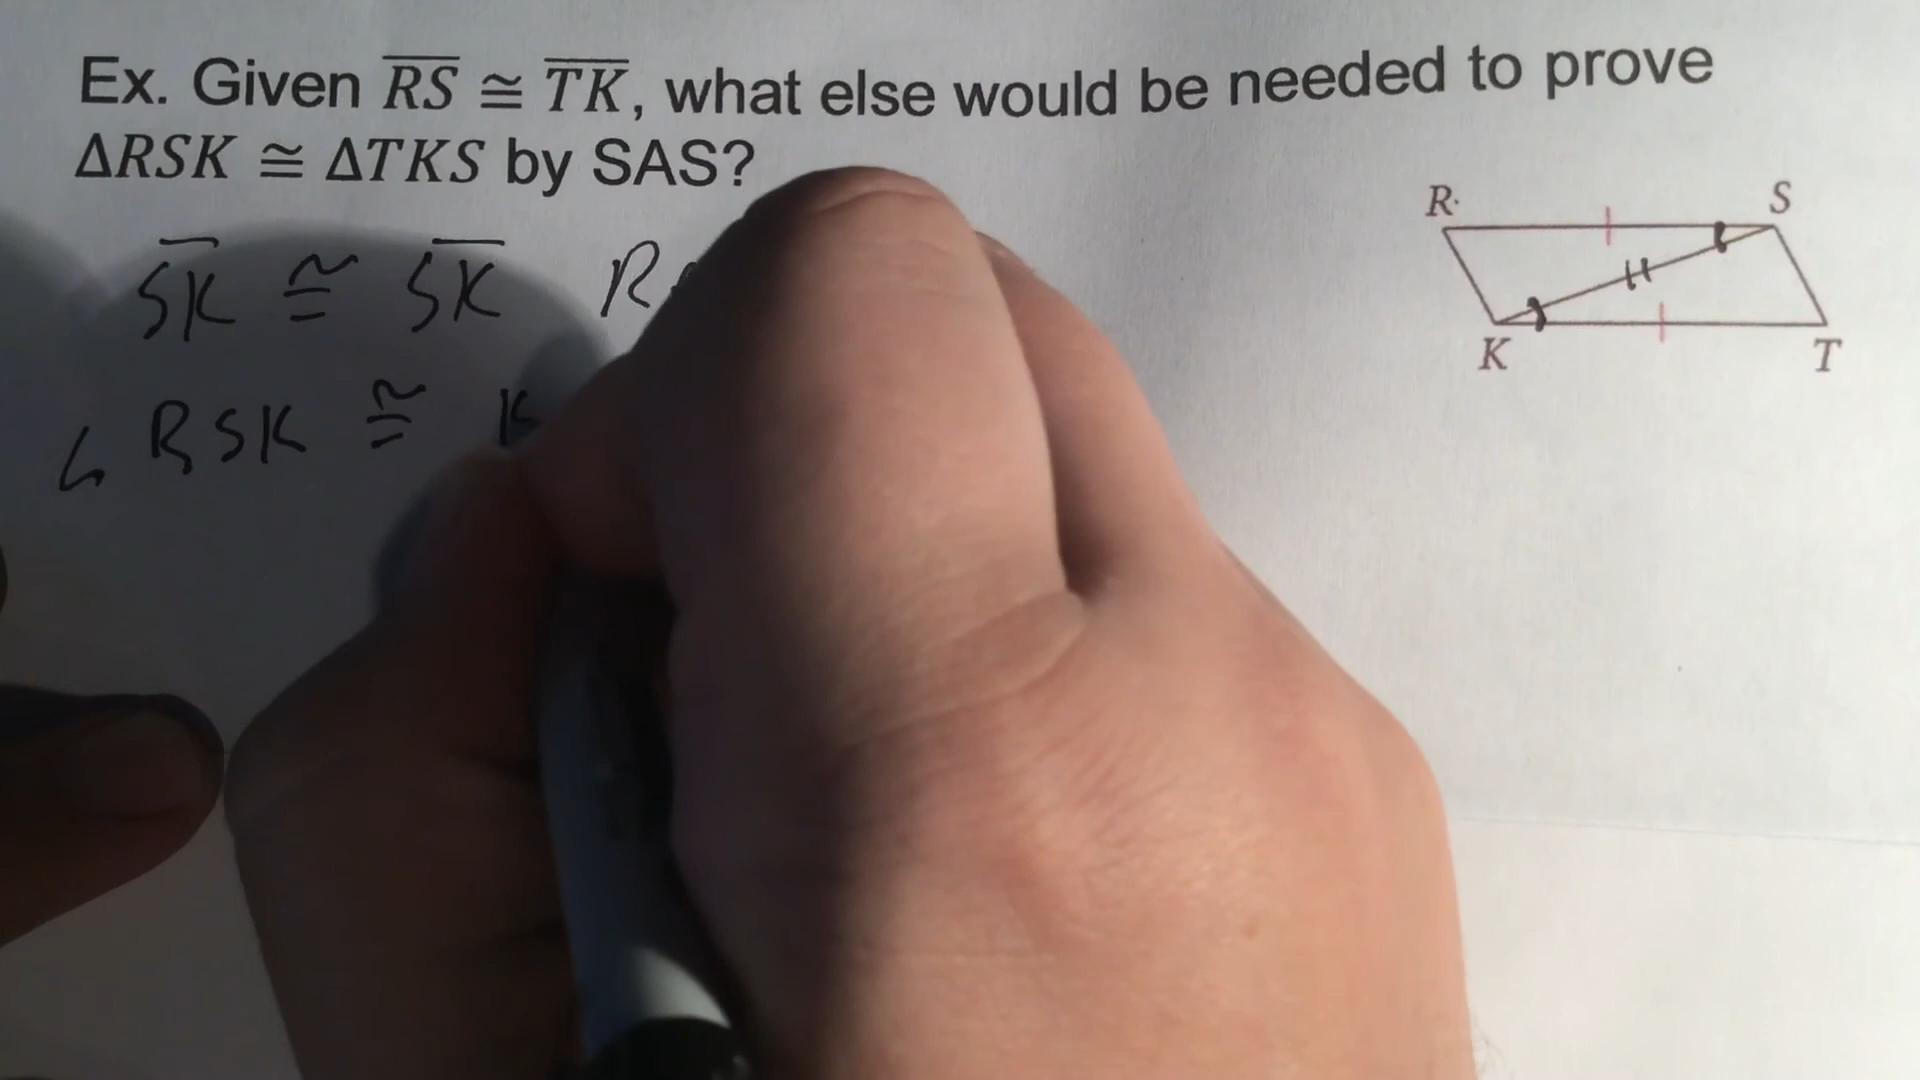 Ex. Given RS ≅ TK, what else would be needed to prove
ΔRSK ≅ ΔTKS by SAS?
R
S
K
T
SK ≅ SK
∠ RSK ≅ K